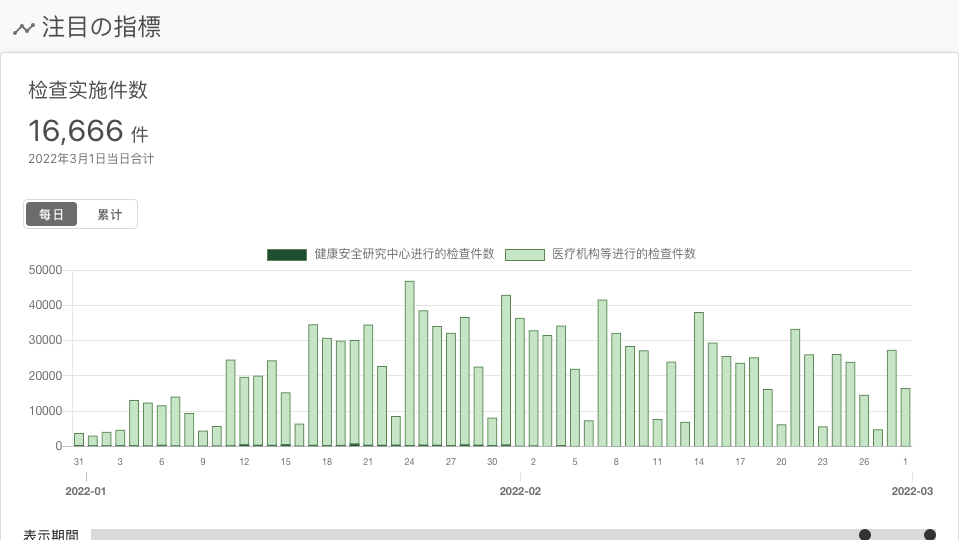 注目の指標
检查实施件数
16,666 件
2022年3月1日当日合计
每日 累计
健康安全研究中心进行的检查件数 医疗机构等进行的检查件数
50000
40000
30000
20000
10000
0
31 3 6 9 12 15 18 21 24 27 30 2 5 8 11 14 17 20 23 26 1
2022-01 2022-02 2022-03
表示期間